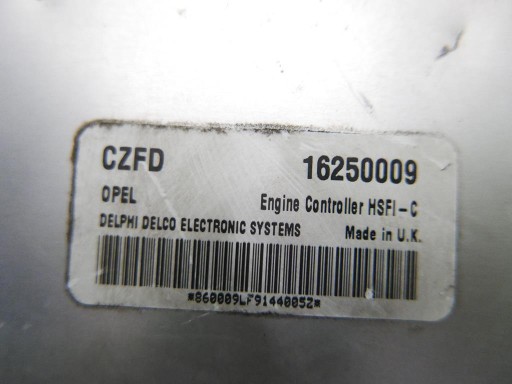 CZFD 16250009
OPEL Engine Controller HSFI-C
DELPHI DELCO ELECTRONIC SYSTEMS Made in U.K.
*860009LF91440052*